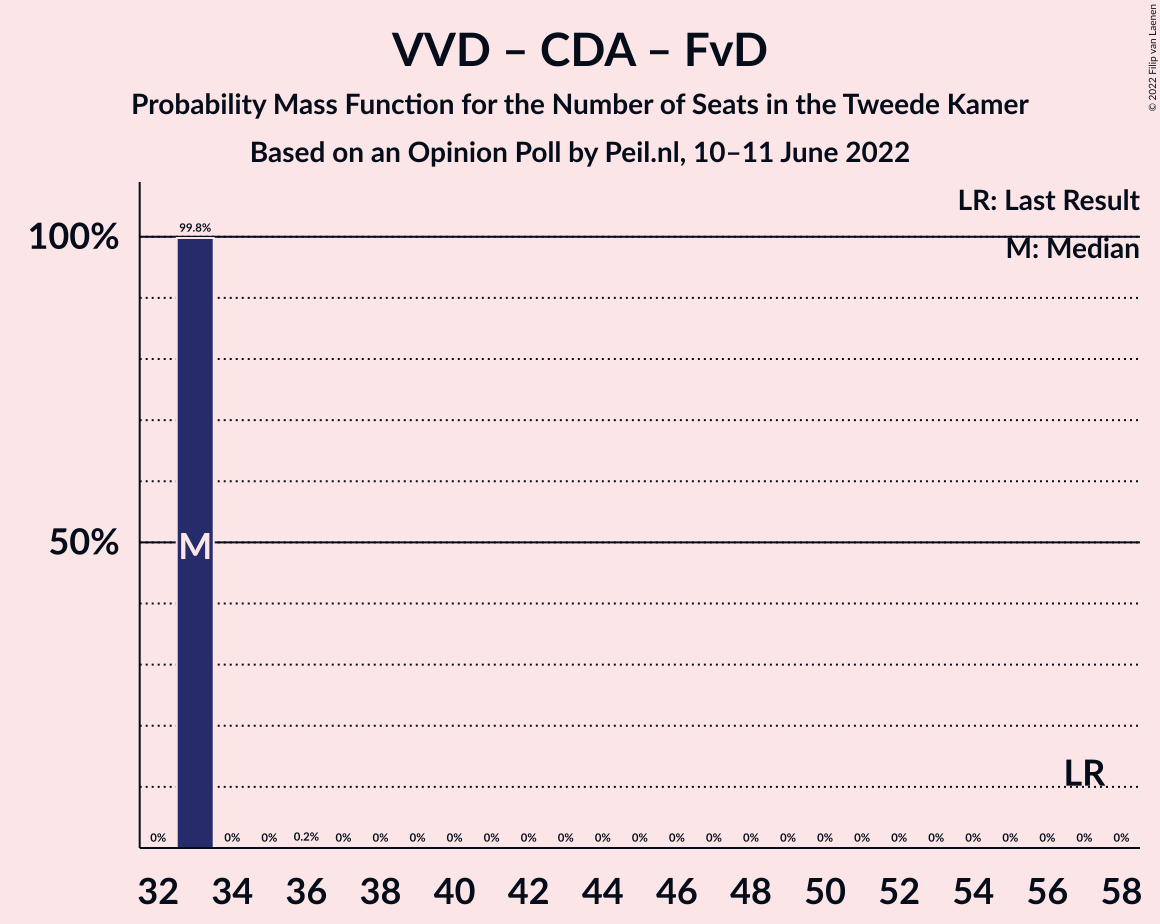 VVD – CDA – FvD
Probability Mass Function for the Number of Seats in the Tweede Kamer
Based on an Opinion Poll by Peil.nl, 10–11 June 2022
© 2022 Filip van Laenen
LR: Last Result
M: Median
100%
50%
99.8%
M
LR
0% 0% 0% 0.2% 0% 0% 0% 0% 0% 0% 0% 0% 0% 0% 0% 0% 0% 0% 0% 0% 0% 0% 0% 0% 0% 0%
32 34 36 38 40 42 44 46 48 50 52 54 56 58